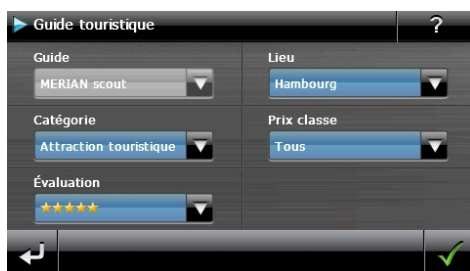 Guide touristique
?
Guide
MERIAN scout
Lieu
Hambourg
Catégorie
Attraction touristique
Prix classe
Tous
Évaluation